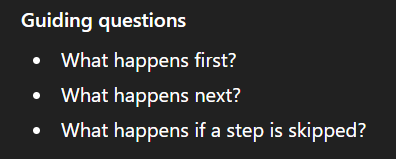 Guiding questions
• What happens first?
• What happens next?
• What happens if a step is skipped?